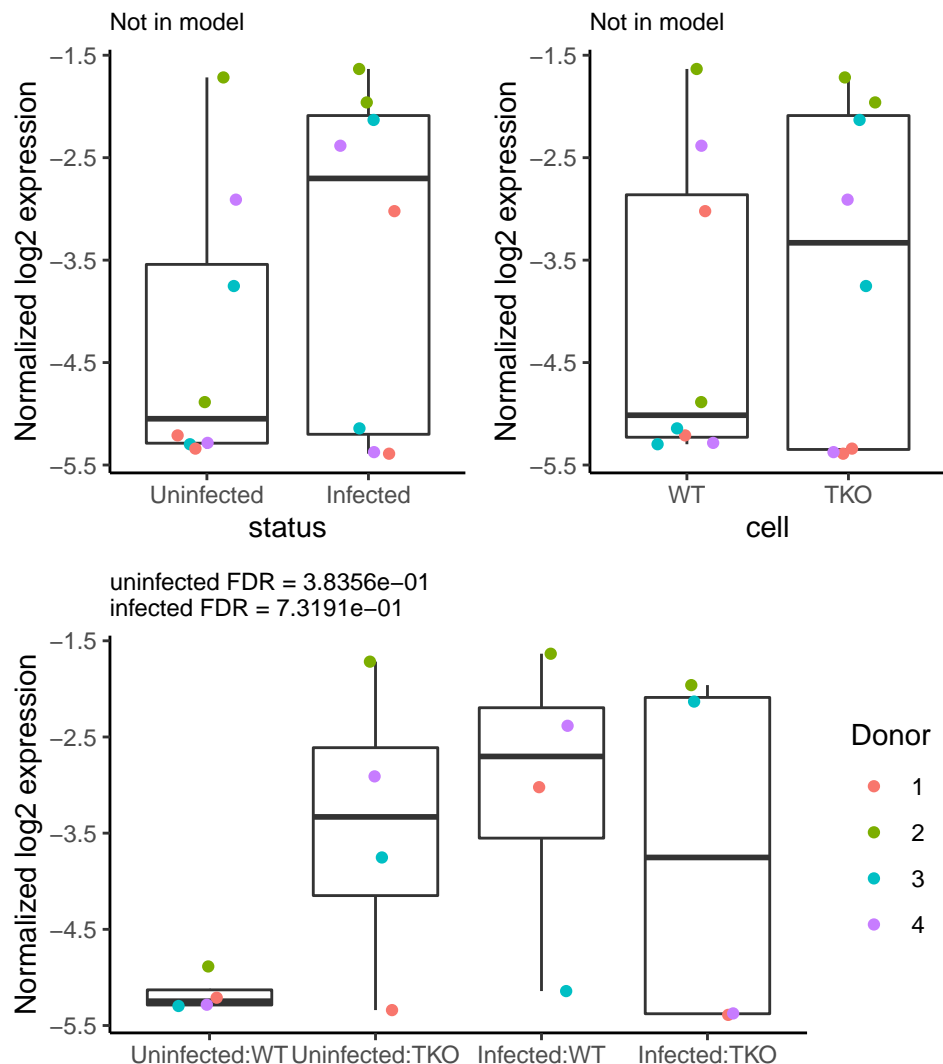 Not in model
Normalized log2 expression
−1.5
−2.5
−3.5
−4.5
−5.5
Uninfected
Infected
status
Not in model
Normalized log2 expression
−1.5
−2.5
−3.5
−4.5
−5.5
WT
TKO
cell
uninfected FDR = 3.8356e−01
infected FDR = 7.3191e−01
Normalized log2 expression
−1.5
−2.5
−3.5
−4.5
−5.5
Uninfected:WT
Uninfected:TKO
Infected:WT
Infected:TKO
Donor
1
2
3
4